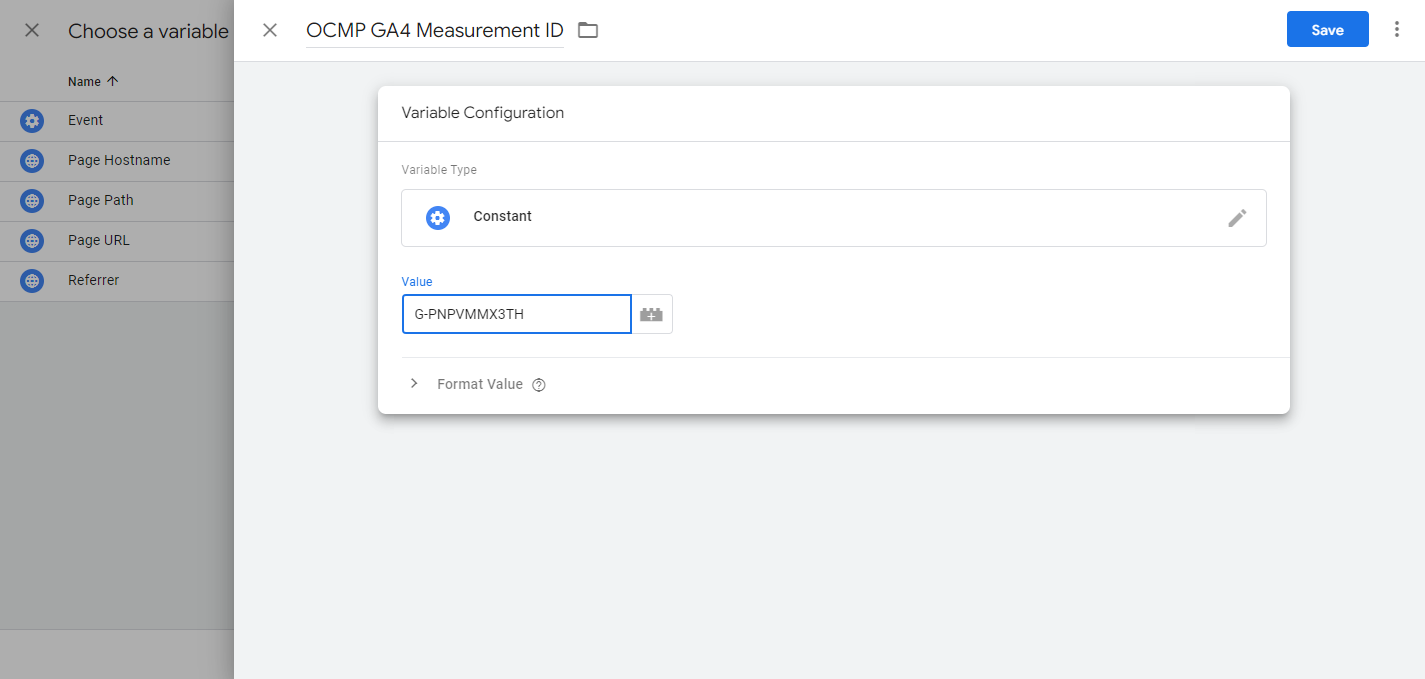 Choose a variable
Name
Event
Page Hostname
Page Path
Page URL
Referrer
OCMP GA4 Measurement ID
Save
Variable Configuration
Variable Type
Constant
Value
G-PNPVMMX3TH
Format Value